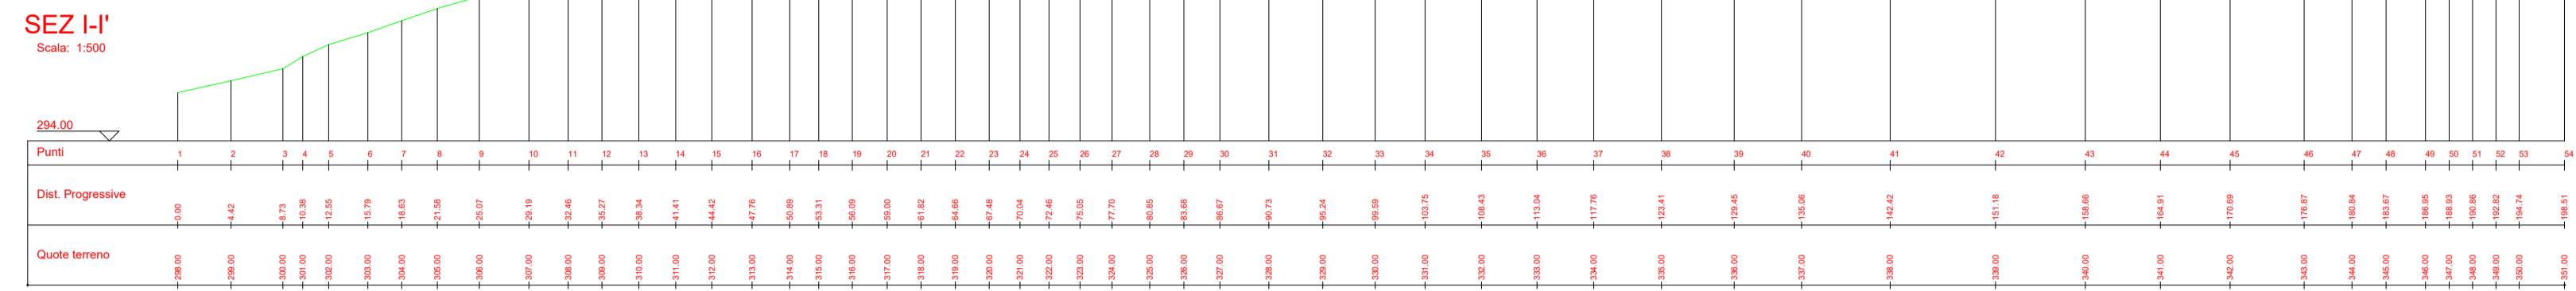 SEZ I-I'
Scala: 1:500
294.00
Punti 1 2 3 4 5 6 7 8 9 10 11 12 13 14 15 16 17 18 19 20 21 22 23 24 25 26 27 28 29 30 31 32 33 34 35 36 37 38 39 40 41 42 43 44 45 46 47 48 49 50 51 52 53 54
Dist. Progressive 0.00 4.42 8.73 10.38 12.55 15.79 18.63 21.58 25.07 29.19 32.46 35.27 38.34 41.41 44.42 47.76 50.89 53.31 56.09 59.00 61.82 64.66 67.48 70.04 72.46 75.05 77.70 80.85 83.68 86.67 90.73 95.24 99.59 103.75 108.43 113.04 117.76 123.41 129.45 135.06 142.42 151.18 158.66 164.91 170.69 176.87 180.84 183.67 186.95 188.93 190.86 192.82 194.74 198.51
Quote terreno 298.00 299.00 300.00 301.00 302.00 303.00 304.00 305.00 306.00 307.00 308.00 309.00 310.00 311.00 312.00 313.00 314.00 315.00 316.00 317.00 318.00 319.00 320.00 321.00 322.00 323.00 324.00 325.00 326.00 327.00 328.00 329.00 330.00 331.00 332.00 333.00 334.00 335.00 336.00 337.00 338.00 339.00 340.00 341.00 342.00 343.00 344.00 345.00 346.00 347.00 348.00 349.00 350.00 351.00